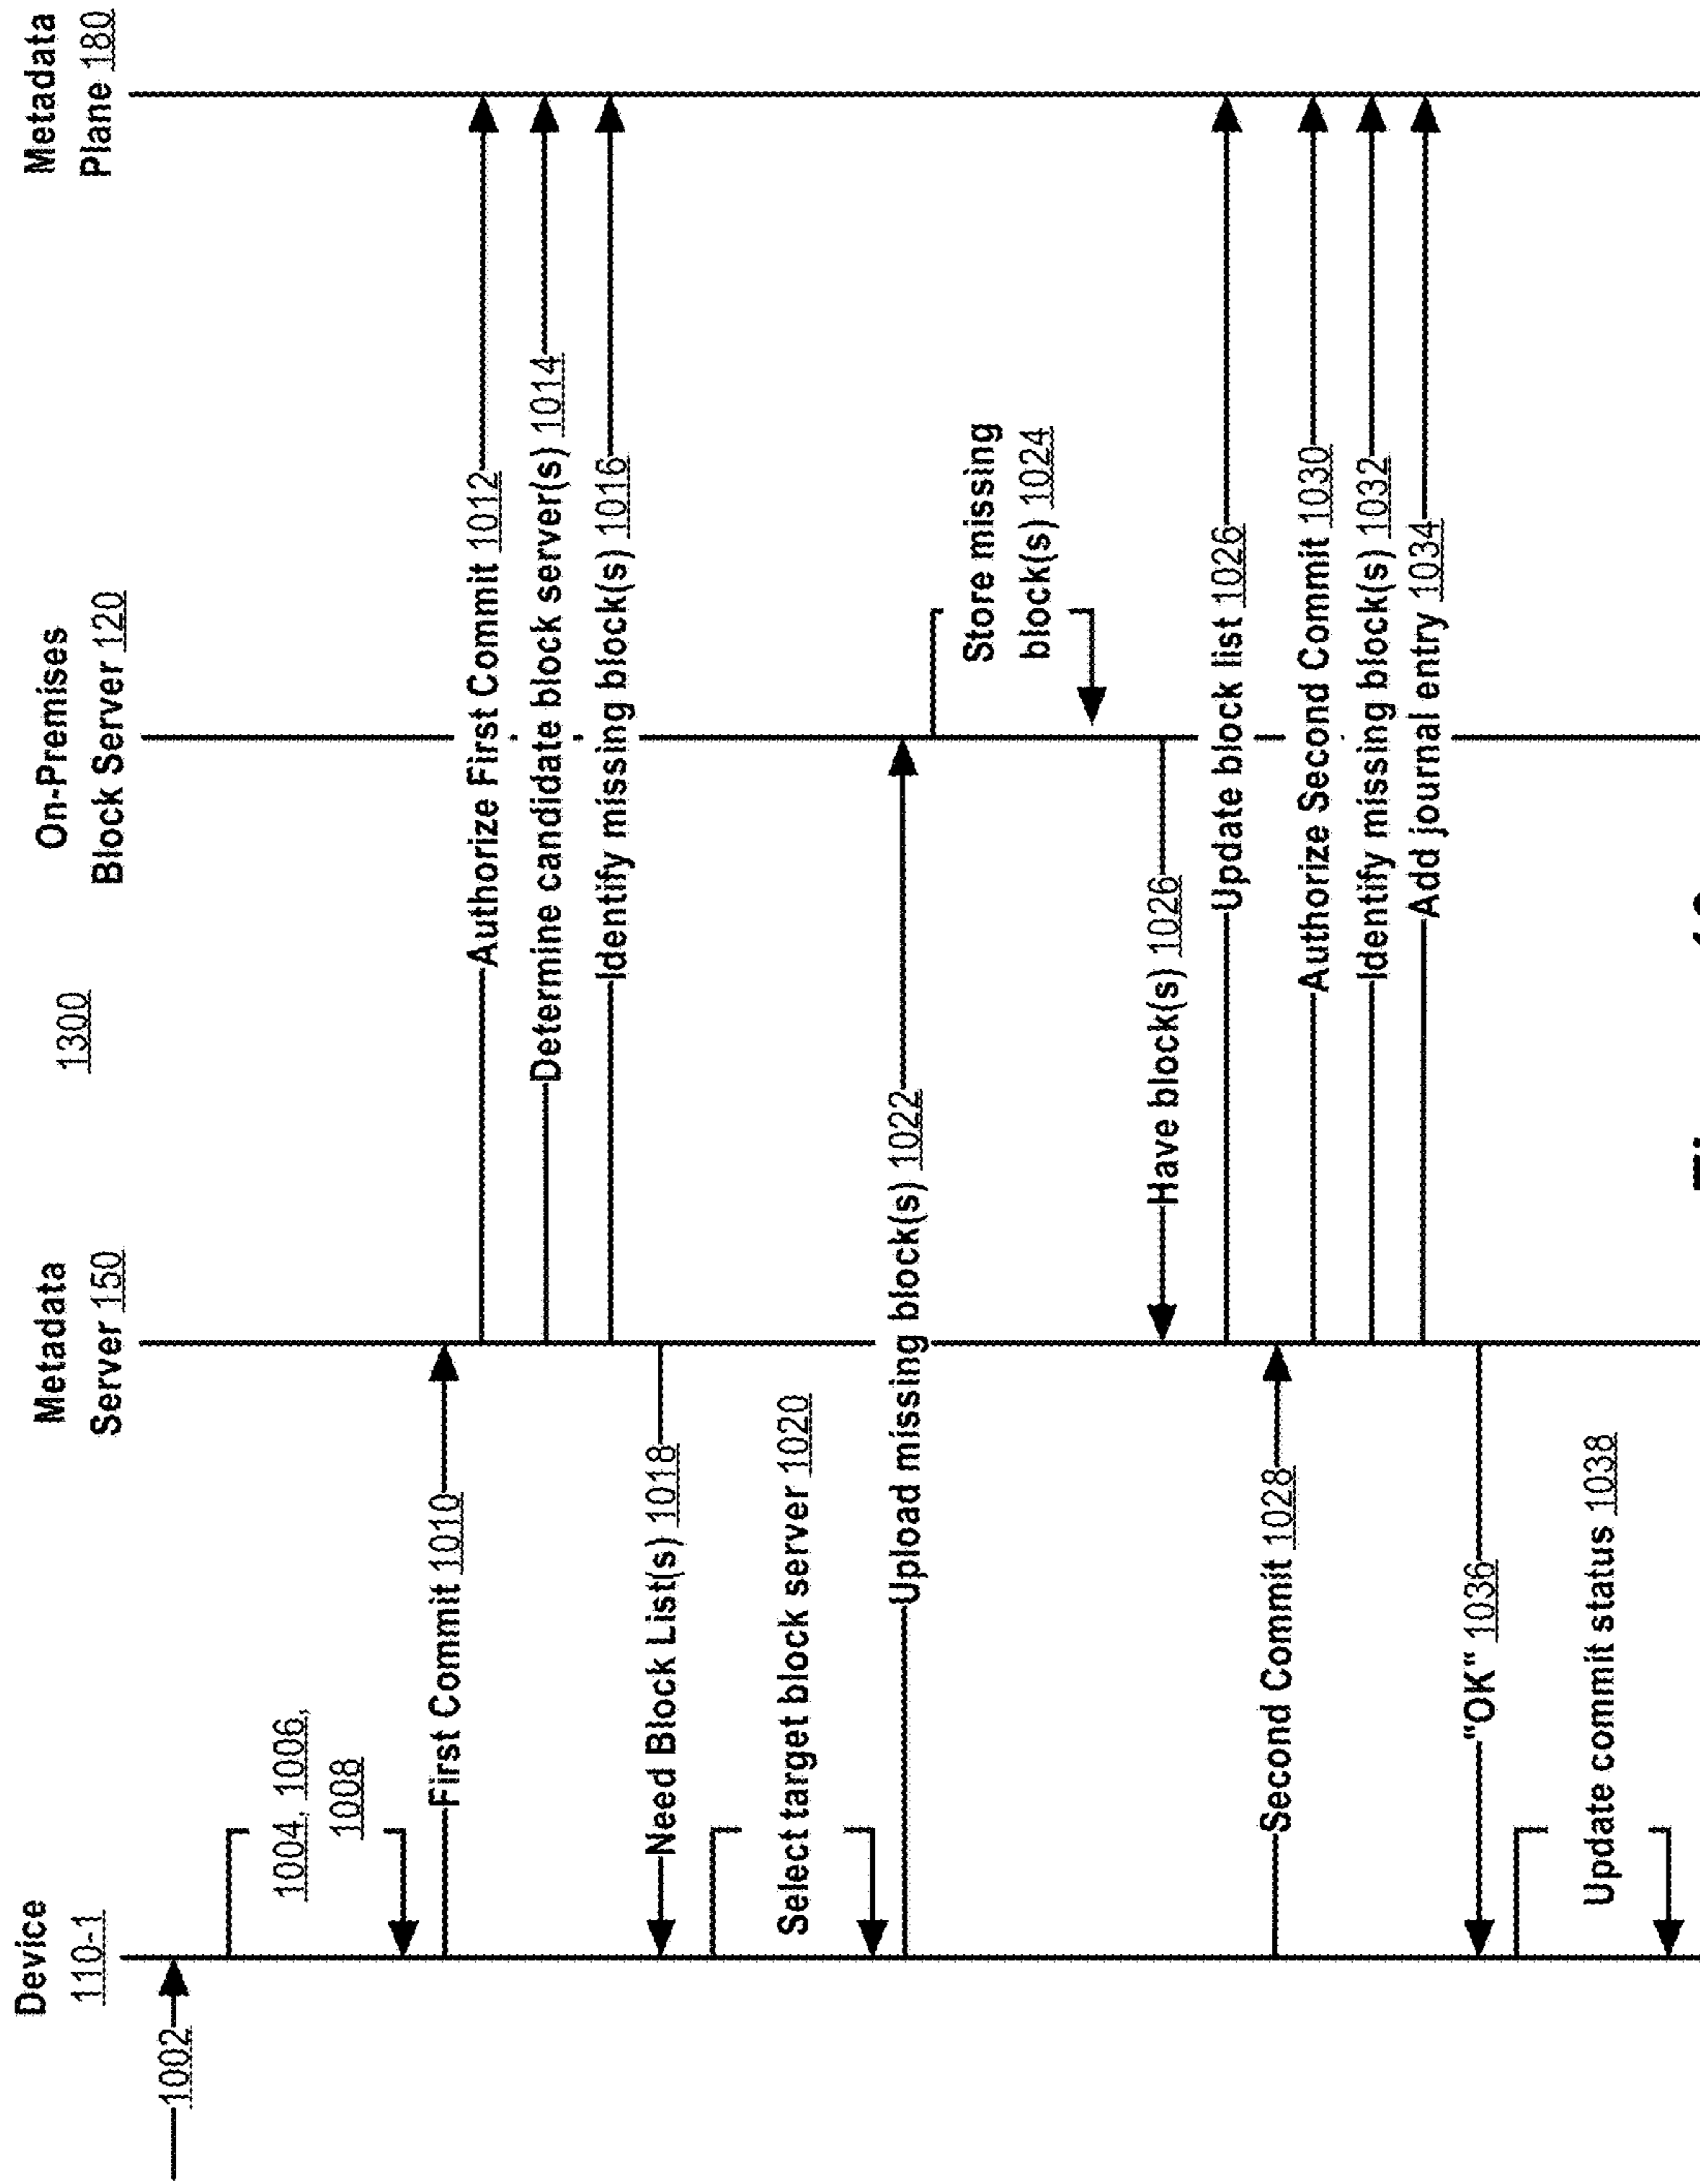 Device
110-1
Metadata
Server 150
1300
On-Premises
Block Server 120
Metadata
Plane 180
1002
1004, 1006,
1008
First Commit 1010
Authorize First Commit 1012
Determine candidate block server(s) 1014
Identify missing block(s) 1016
Need Block List(s) 1018
Select target block server 1020
Upload missing block(s) 1022
Store missing
block(s) 1024
Have block(s) 1026
Update block list 1026
Second Commit 1028
Authorize Second Commit 1030
Identify missing block(s) 1032
Add journal entry 1034
"OK" 1036
Update commit status 1038